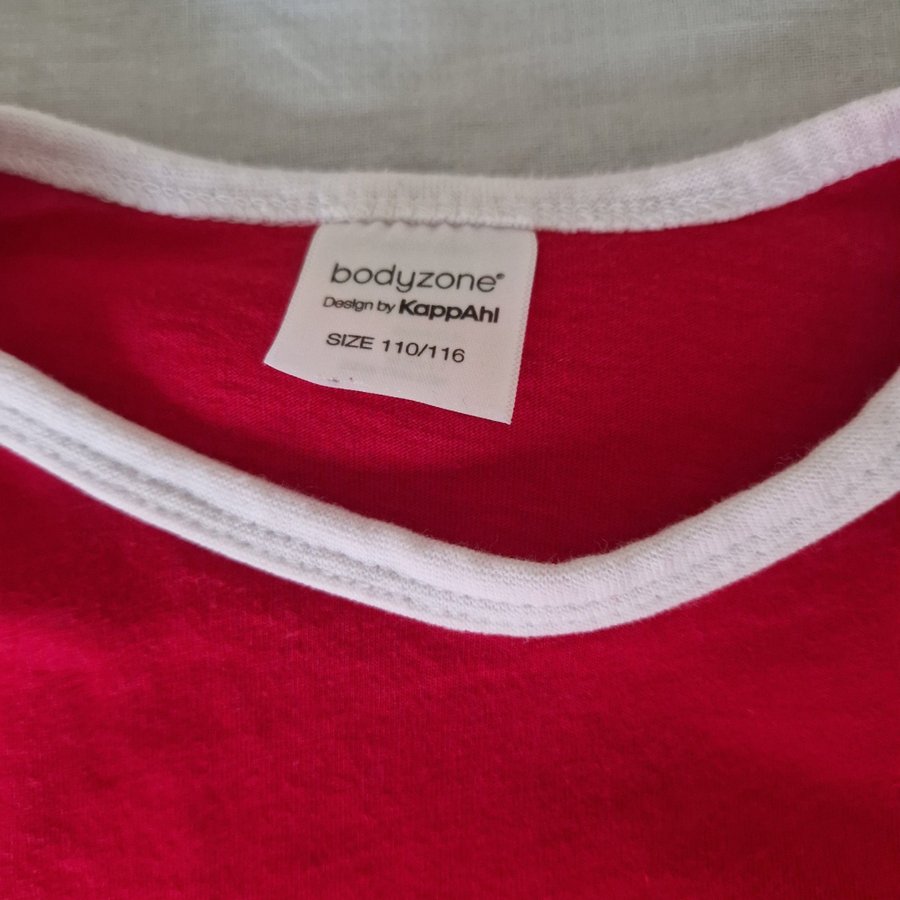 bodyzone®
Design by KappAhl
SIZE 110/116